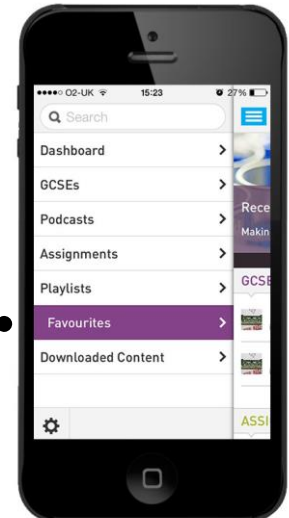 O2-UK 15:23 27%
Search
Dashboard
GCSEs
Podcasts
Assignments
Playlists
Favourites
Downloaded Content
Rece
Makin
GCSE
ASSI